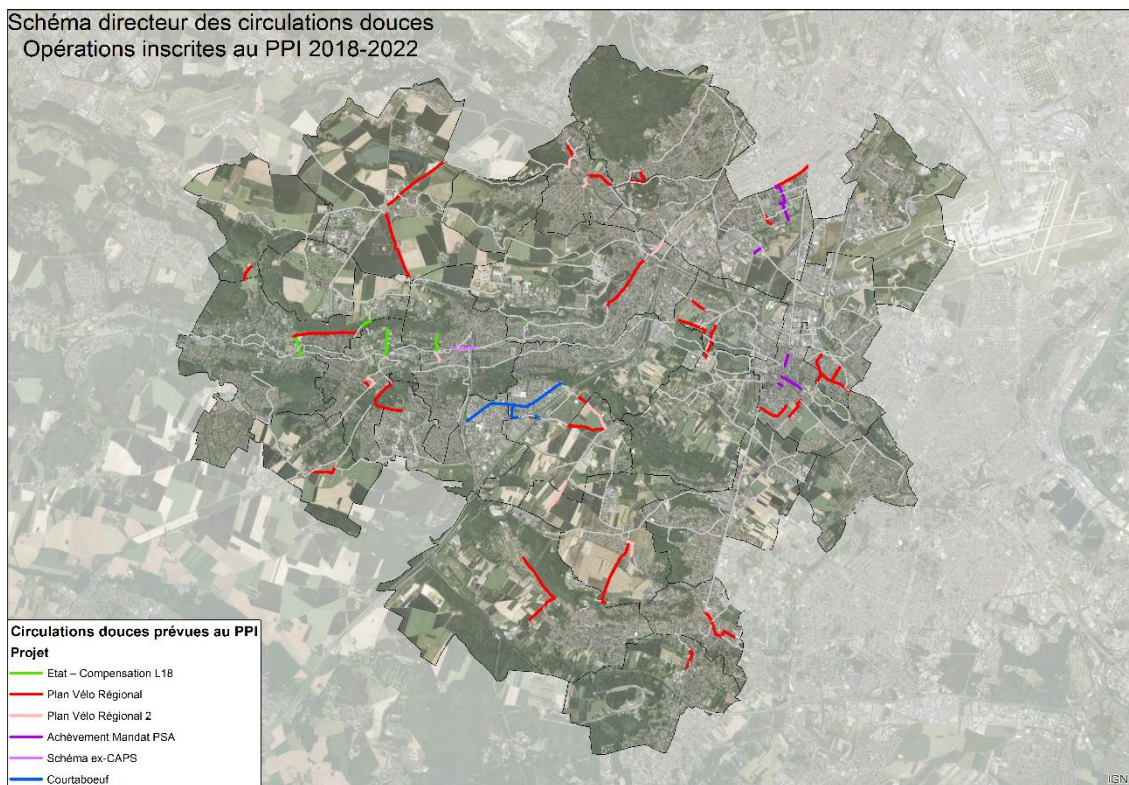 Schéma directeur des circulations douces
Opérations inscrites au PPI 2018-2022
Circulations douces prévues au PPI
Projet
Etat – Compensation L18
Plan Vélo Régional
Plan Vélo Régional 2
Achèvement Mandat PSA
Schéma ex-CAPS
Courtaboeuf
IGN